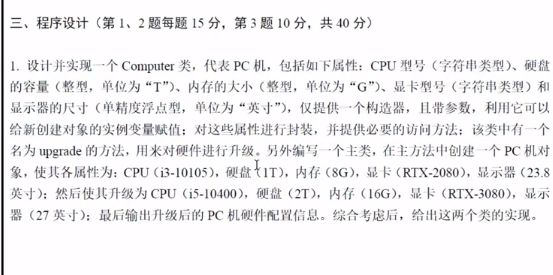 三、程序设计（第 1、2 题每题 15 分，第 3 题 10 分，共 40 分）
1. 设计并实现一个 Computer 类，代表 PC 机，包括如下属性：CPU 型号（字符串类型）、硬盘
的容量（整型，单位为“T”）、内存的大小（整型，单位为“G”）、显卡型号（字符串类型）和
显示器的尺寸（单精度浮点型，单位为“英寸”），仅提供一个构造器，且带参数，利用它可以
给新创建对象的实例变量赋值；对这些属性进行封装，并提供必要的访问方法；该类中有一个
名为 upgrade 的方法，用来对硬件进行升级。另外编写一个主类，在主方法中创建一个 PC 机对
象，使其各属性为：CPU（i3-10105），硬盘（1T），内存（8G），显卡（RTX-2080），显示器（23.8
英寸）；然后使其升级为 CPU（i5-10400），硬盘（2T），内存（16G），显卡（RTX-3080），显示
器（27 英寸）；最后输出升级后的 PC 机硬件配置信息。综合考虑后，给出这两个类的实现。